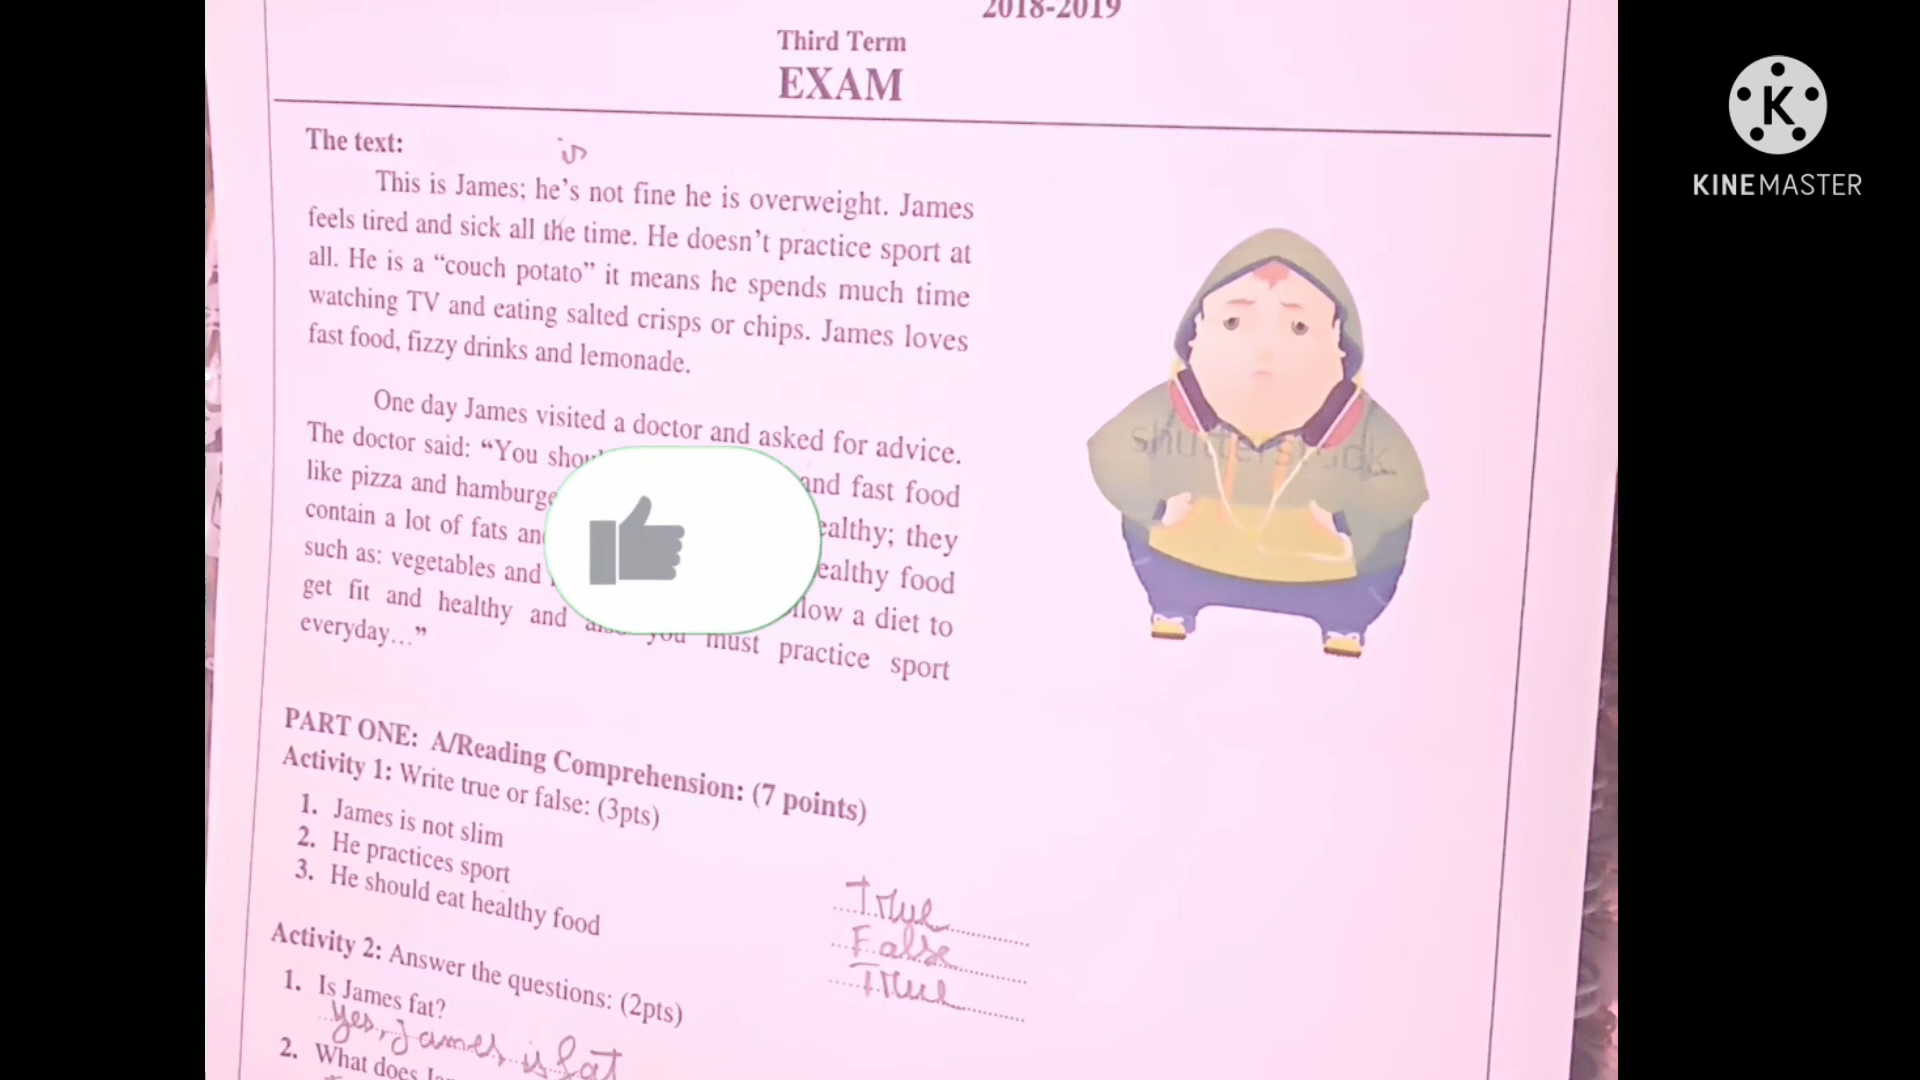 2018-2019
Third Term
EXAM
The text:
is
This is James; he's not fine he is overweight. James
feels tired and sick all the time. He doesn't practice sport at
all. He is a “couch potato” it means he spends much time
watching TV and eating salted crisps or chips. James loves
fast food, fizzy drinks and lemonade.
One day James visited a doctor and asked for advice.
The doctor said: “You and fast food
like pizza and they
contain a lot of fats food
such as: vegetables and a diet to
get fit and healthy and you must practice sport
everyday…”
PART ONE: A/Reading Comprehension: (7 points)
Activity 1: Write true or false: (3pts)
1. James is not slim
2. He practices sport
3. He should eat healthy food
True
False
True
Activity 2: Answer the questions: (2pts)
1. Is James fat?
yes, James is fat
2. What does
shutterstock
K
KINEMASTER